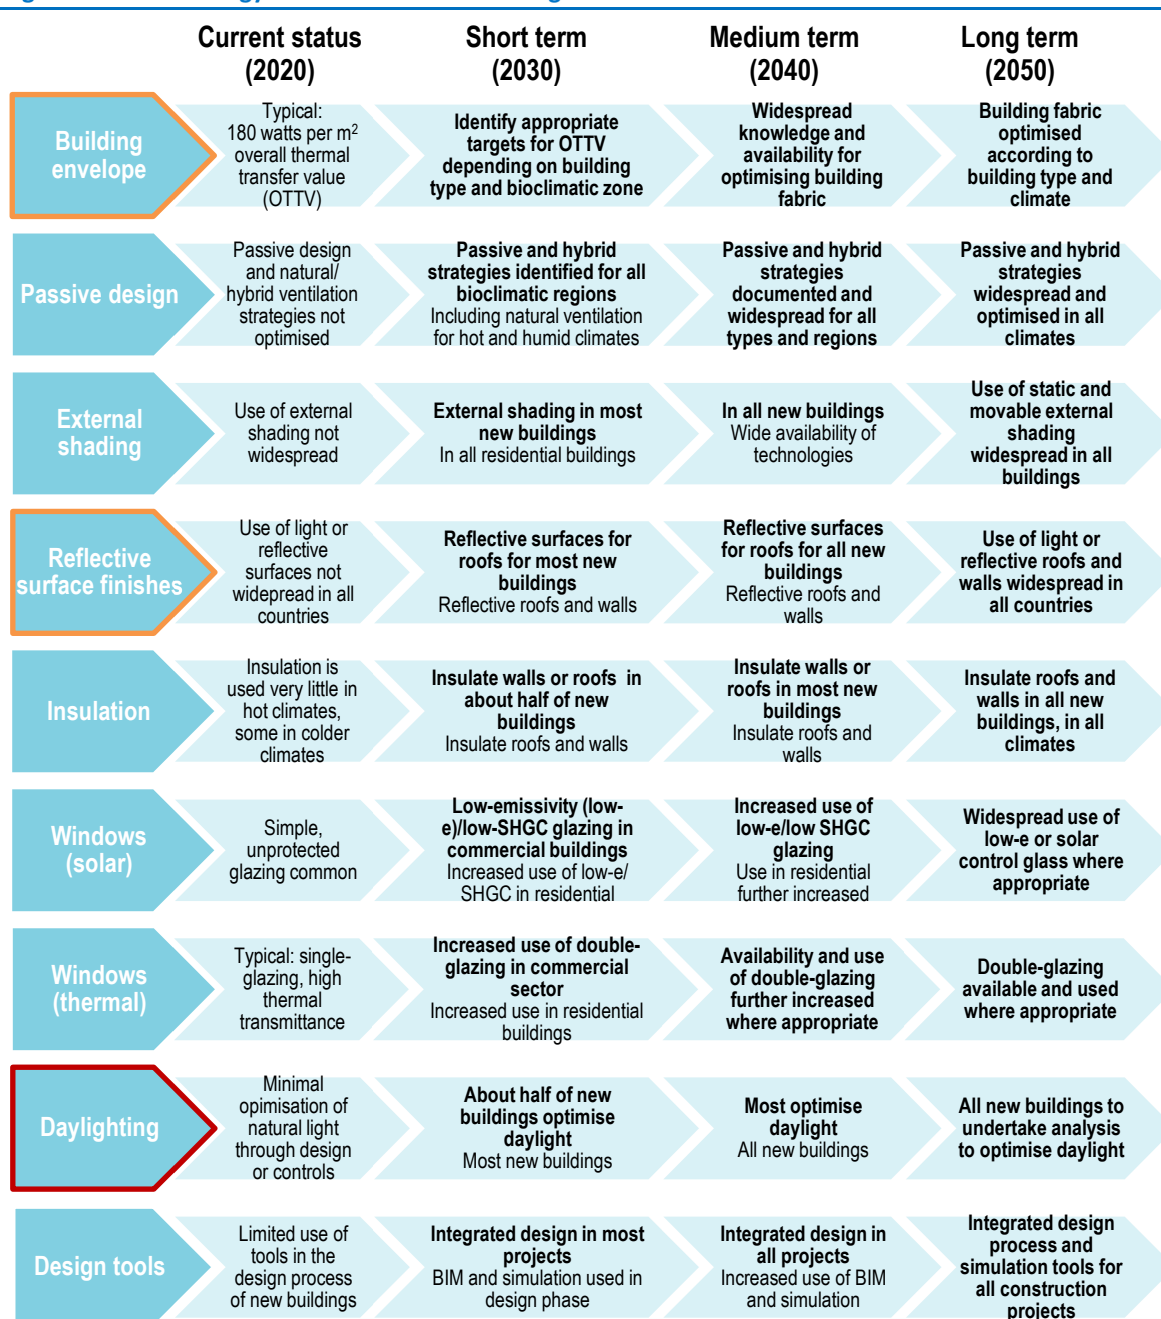 Current status
(2020)
Short term
(2030)
Medium term
(2040)
Long term
(2050)
Building
envelope
Typical:
180 watts per m²
overall thermal
transfer value
(OTTV)
Identify appropriate
targets for OTTV
depending on building
type and bioclimatic zone
Widespread
knowledge and
availability for
optimising building
fabric
Building fabric
optimised
according to
building type and
climate
Passive design
Passive design
and natural/
hybrid ventilation
strategies not
optimised
Passive and hybrid
strategies identified for all
bioclimatic regions
Including natural ventilation
for hot and humid climates
Passive and hybrid
strategies
documented and
widespread for all
types and regions
Passive and hybrid
strategies
widespread and
optimised in all
climates
External
shading
Use of external
shading not
widespread
External shading in most
new buildings
In all residential buildings
In all new buildings
Wide availability of
technologies
Use of static and
movable external
shading
widespread in all
buildings
Reflective
surface finishes
Use of light or
reflective
surfaces not
widepread in all
countries
Reflective surfaces for
roofs for most new
buildings
Reflective roofs and walls
Reflective surfaces
for roofs for all new
buildings
Reflective roofs and
walls
Use of light or
reflective roofs and
walls widespread in
all countries
Insulation
Insulation is
used very little in
hot climates,
some in colder
climates
Insulate walls or roofs in
about half of new
buildings
Insulate roofs and walls
Insulate walls or
roofs in most new
buildings
Insulate roofs and
walls
Insulate roofs and
walls in all new
buildings, in all
climates
Windows
(solar)
Simple,
unprotected
glazing common
Low-emissivity (low-
e)/low-SHGC glazing in
commercial buildings
Increased use of low-e/
SHGC in residential
Increased use of
low-e/low SHGC
glazing
Use in residential
further increased
Widespread use of
low-e or solar
control glass where
appropriate
Windows
(thermal)
Typical: single-
glazing, high
thermal
transmittance
Increased use of double-
glazing in commercial
sector
Increased use in residential
buildings
Availability and use
of double-glazing
further increased
where appropriate
Double-glazing
available and used
where appropriate
Daylighting
Minimal
opimisation of
natural light
through design
or controls
About half of new
buildings optimise
daylight
Most new buildings
Most optimise
daylight
All new buildings
All new buildings to
undertake analysis
to optimise daylight
Design tools
Limited use of
tools in the
design process
of new buildings
Integrated design in most
projects
BIM and simulation used in
design phase
Integrated design in
all projects
Increased use of BIM
and simulation
Integrated design
process and
simulation tools for
all construction
projects